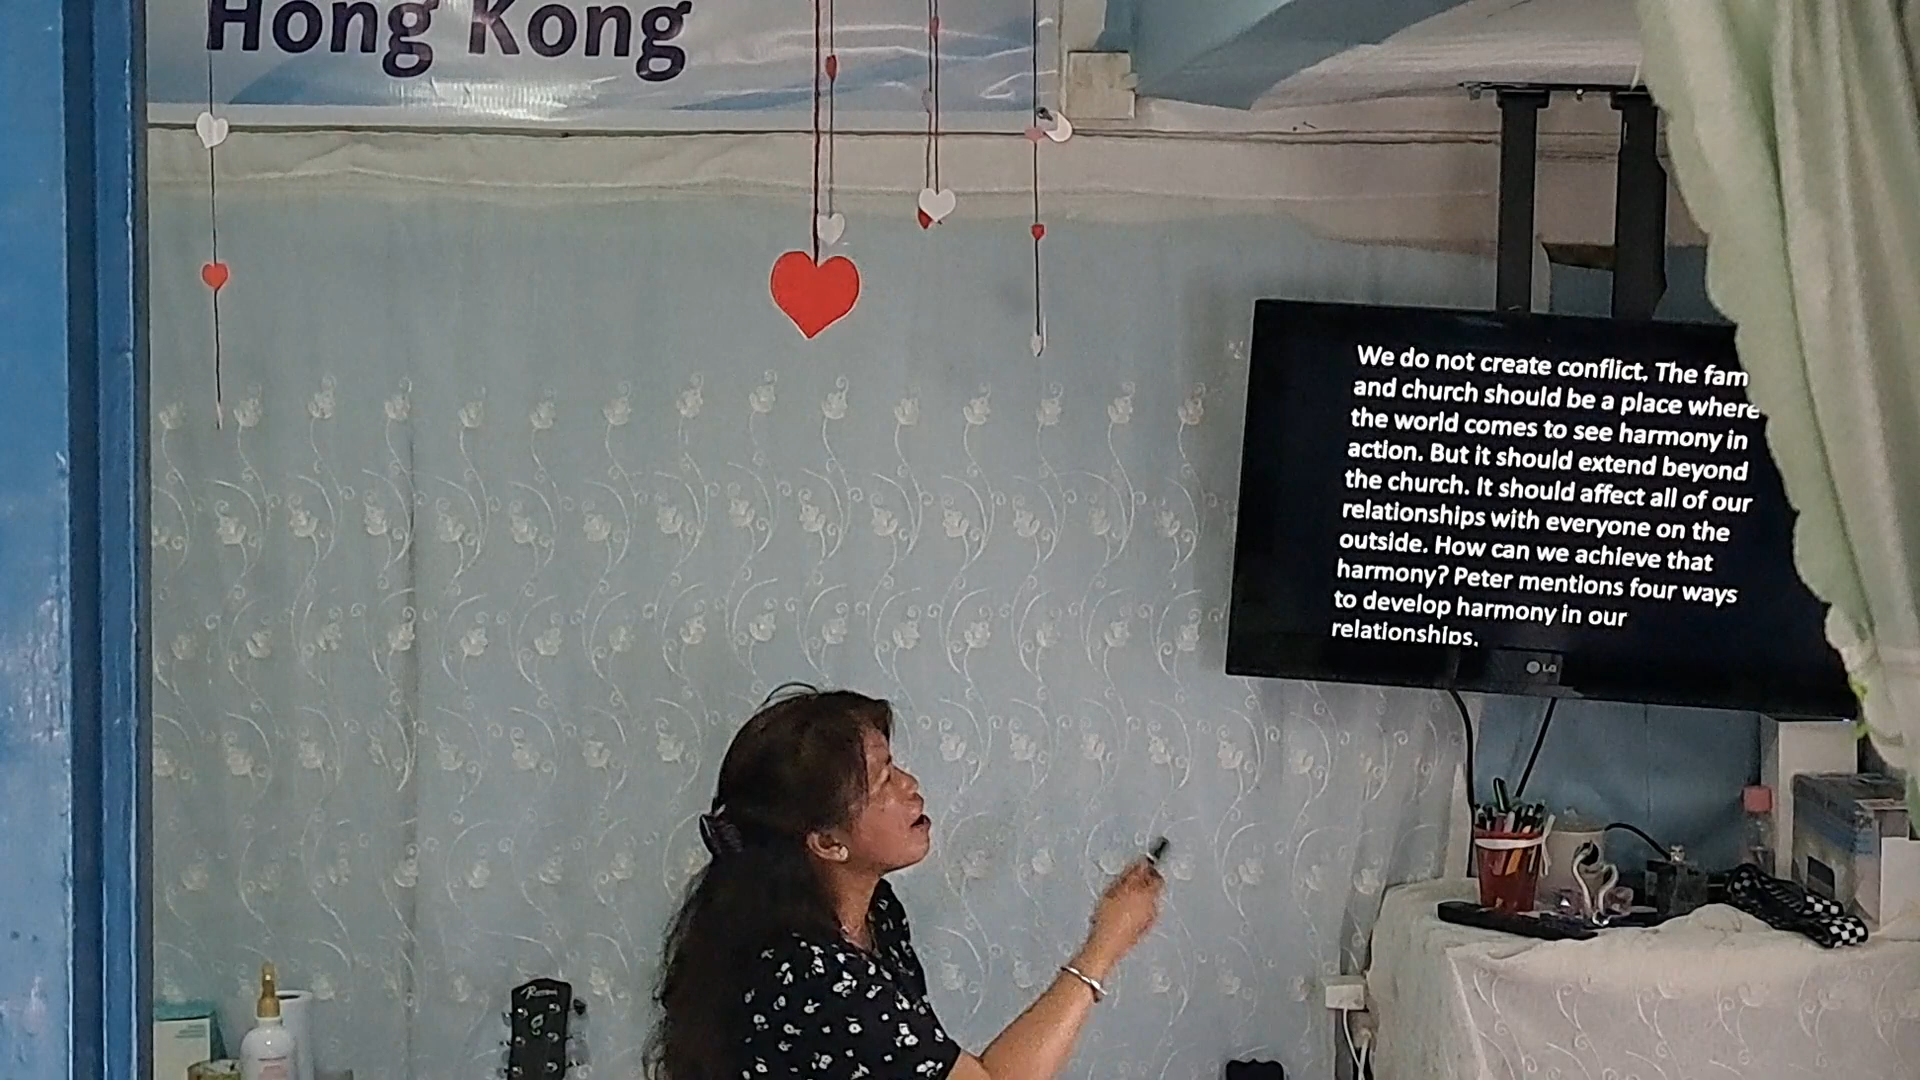 Hong Kong
We do not create conflict. The fam
and church should be a place where
the world comes to see harmony in
action. But it should extend beyond
the church. It should affect all of our
relationships with everyone on the
outside. How can we achieve that
harmony? Peter mentions four ways
to develop harmony in our
relationships.
LG